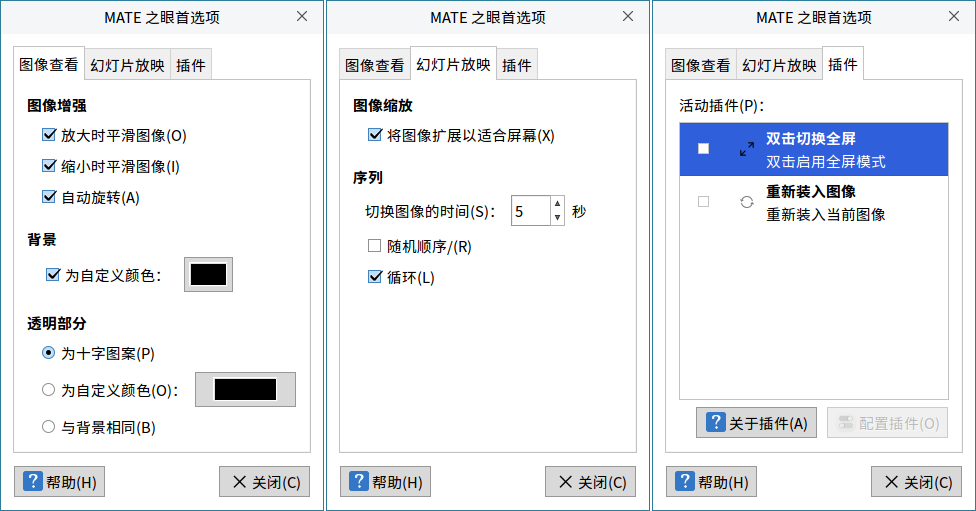 MATE 之眼首选项
图像查看 幻灯片放映 插件
图像增强
放大时平滑图像(O)
缩小时平滑图像(I)
自动旋转(A)
背景
为自定义颜色：
透明部分
为十字图案(P)
为自定义颜色(O)：
与背景相同(B)
帮助(H) 关闭(C)
MATE 之眼首选项
图像查看 幻灯片放映 插件
图像缩放
将图像扩展以适合屏幕(X)
序列
切换图像的时间(S)： 5 秒
随机顺序/(R)
循环(L)
帮助(H) 关闭(C)
MATE 之眼首选项
图像查看 幻灯片放映 插件
活动插件(P)：
双击切换全屏
双击启用全屏模式
重新装入图像
重新装入当前图像
关于插件(A) 配置插件(O)
帮助(H) 关闭(C)